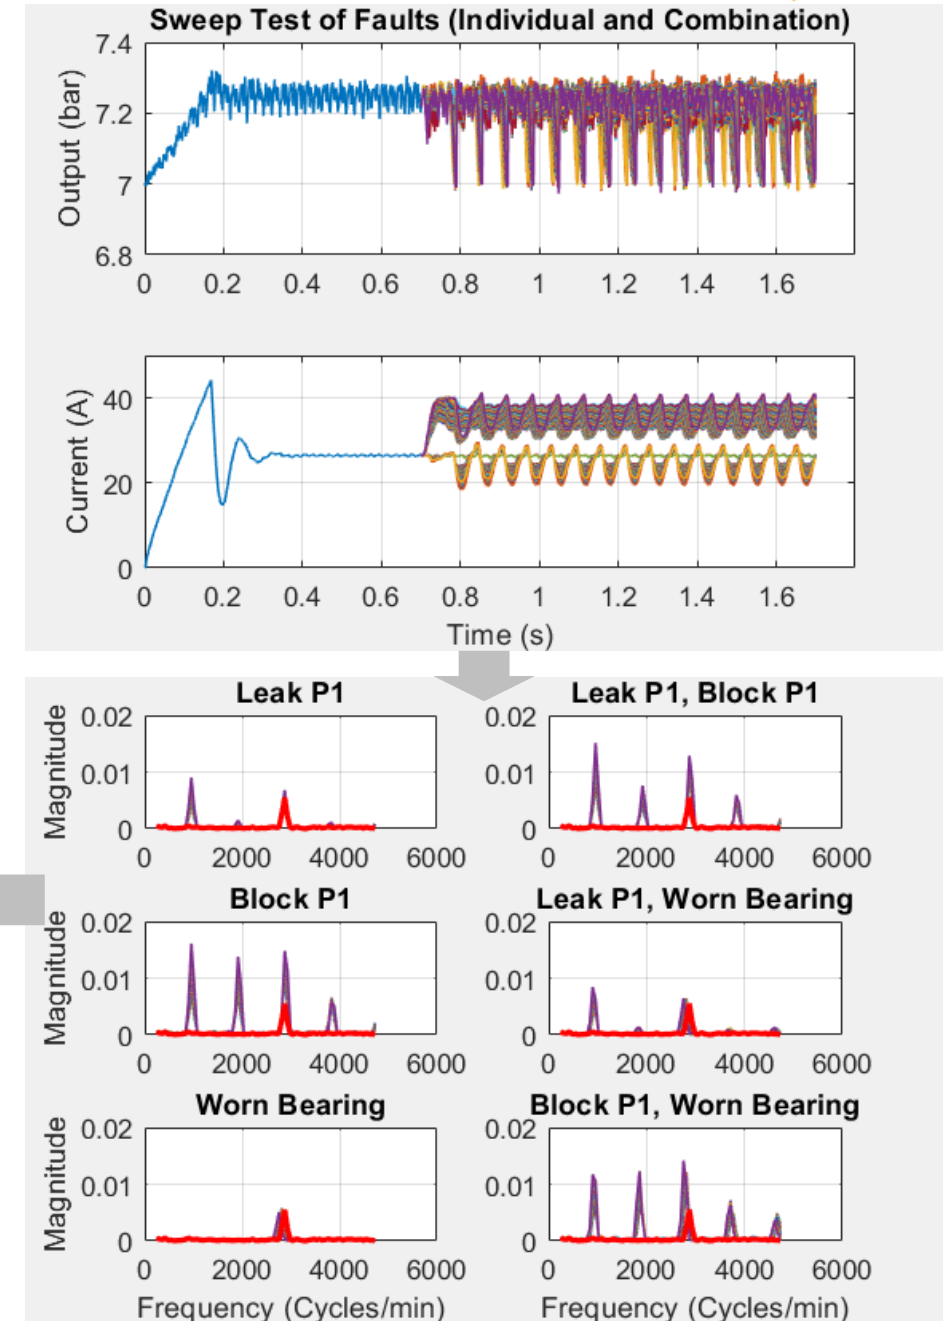 Sweep Test of Faults (Individual and Combination)
7.4
7.2
7
6.8
Output (bar)
0 0.2 0.4 0.6 0.8 1 1.2 1.4 1.6
40
20
0
Current (A)
0 0.2 0.4 0.6 0.8 1 1.2 1.4 1.6
Time (s)
Leak P1
0.02
0.01
0
Magnitude
0 2000 4000 6000
Leak P1, Block P1
0.02
0.01
0
0 2000 4000 6000
Block P1
0.02
0.01
0
Magnitude
0 2000 4000 6000
Leak P1, Worn Bearing
0.02
0.01
0
0 2000 4000 6000
Worn Bearing
0.02
0.01
0
Magnitude
0 2000 4000 6000
Frequency (Cycles/min)
Block P1, Worn Bearing
0.02
0.01
0
0 2000 4000 6000
Frequency (Cycles/min)